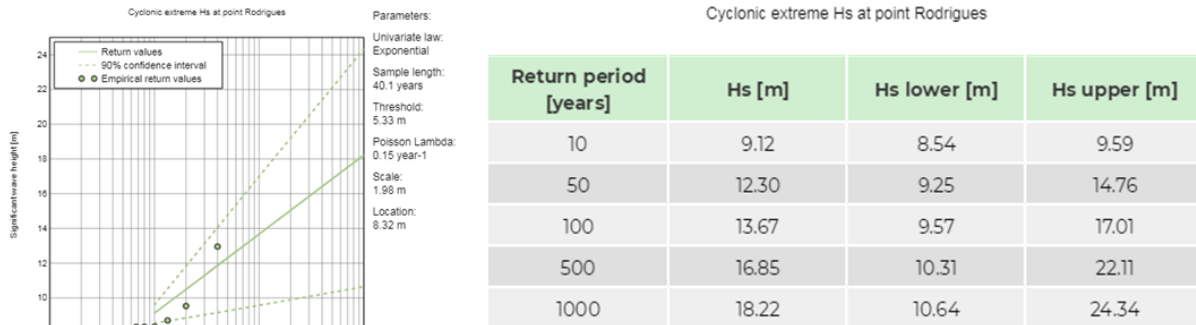 Cyclonic extreme Hs at point Rodrigues
Return values
90% confidence interval
Empirical return values
Significantwave height [m]
24
22
20
18
16
14
12
10
Parameters:
Univariate law:
Exponential
Sample length:
40.1 years
Threshold:
5.33 m
Poisson Lambda:
0.15 year-1
Scale:
1.98 m
Location:
8.32 m
Cyclonic extreme Hs at point Rodrigues
Return period [years] Hs [m] Hs lower [m] Hs upper [m]
10 9.12 8.54 9.59
50 12.30 9.25 14.76
100 13.67 9.57 17.01
500 16.85 10.31 22.11
1000 18.22 10.64 24.34